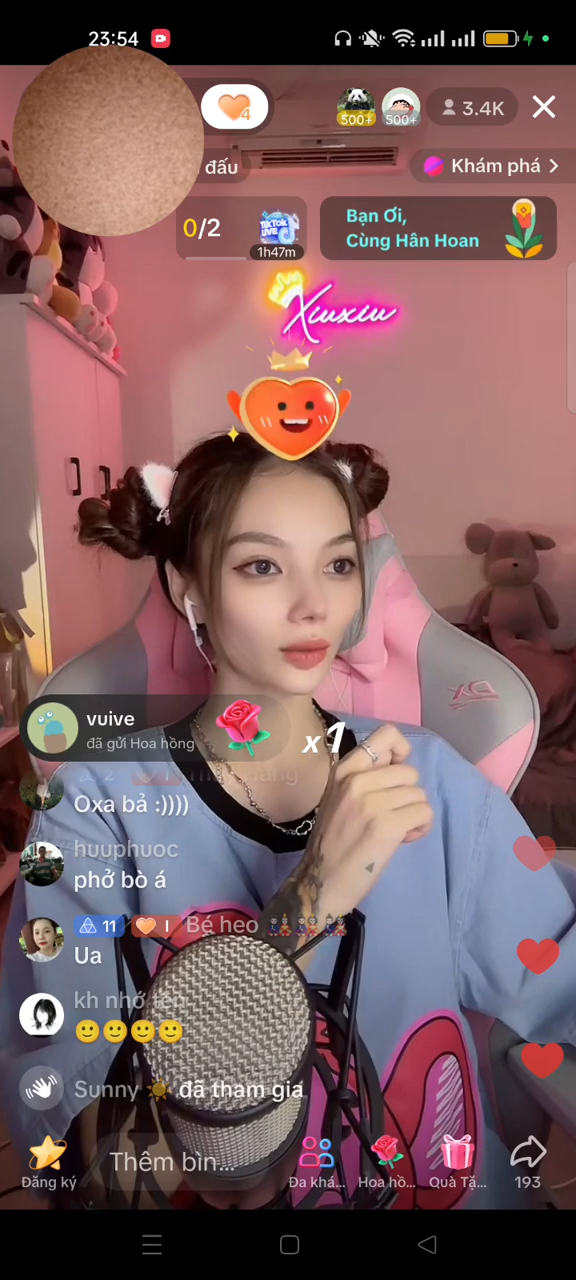 23:54
4
500+
500+
3.4K
đấu
Khám phá
0/2
TikTok
LIVE
1h47m
Bạn Ơi,
Cùng Hân Hoan
Xiuxiu
vuive
đã gửi Hoa hồng
x1
Oxa bả :))))
huuphuoc
phở bò á
11 I Bé heo
Ua
kh nhớ tên
Sunny đã tham gia
Thêm bìn...
Đăng ký
Đa khá...
Hoa hồ...
Quà Tặ...
193